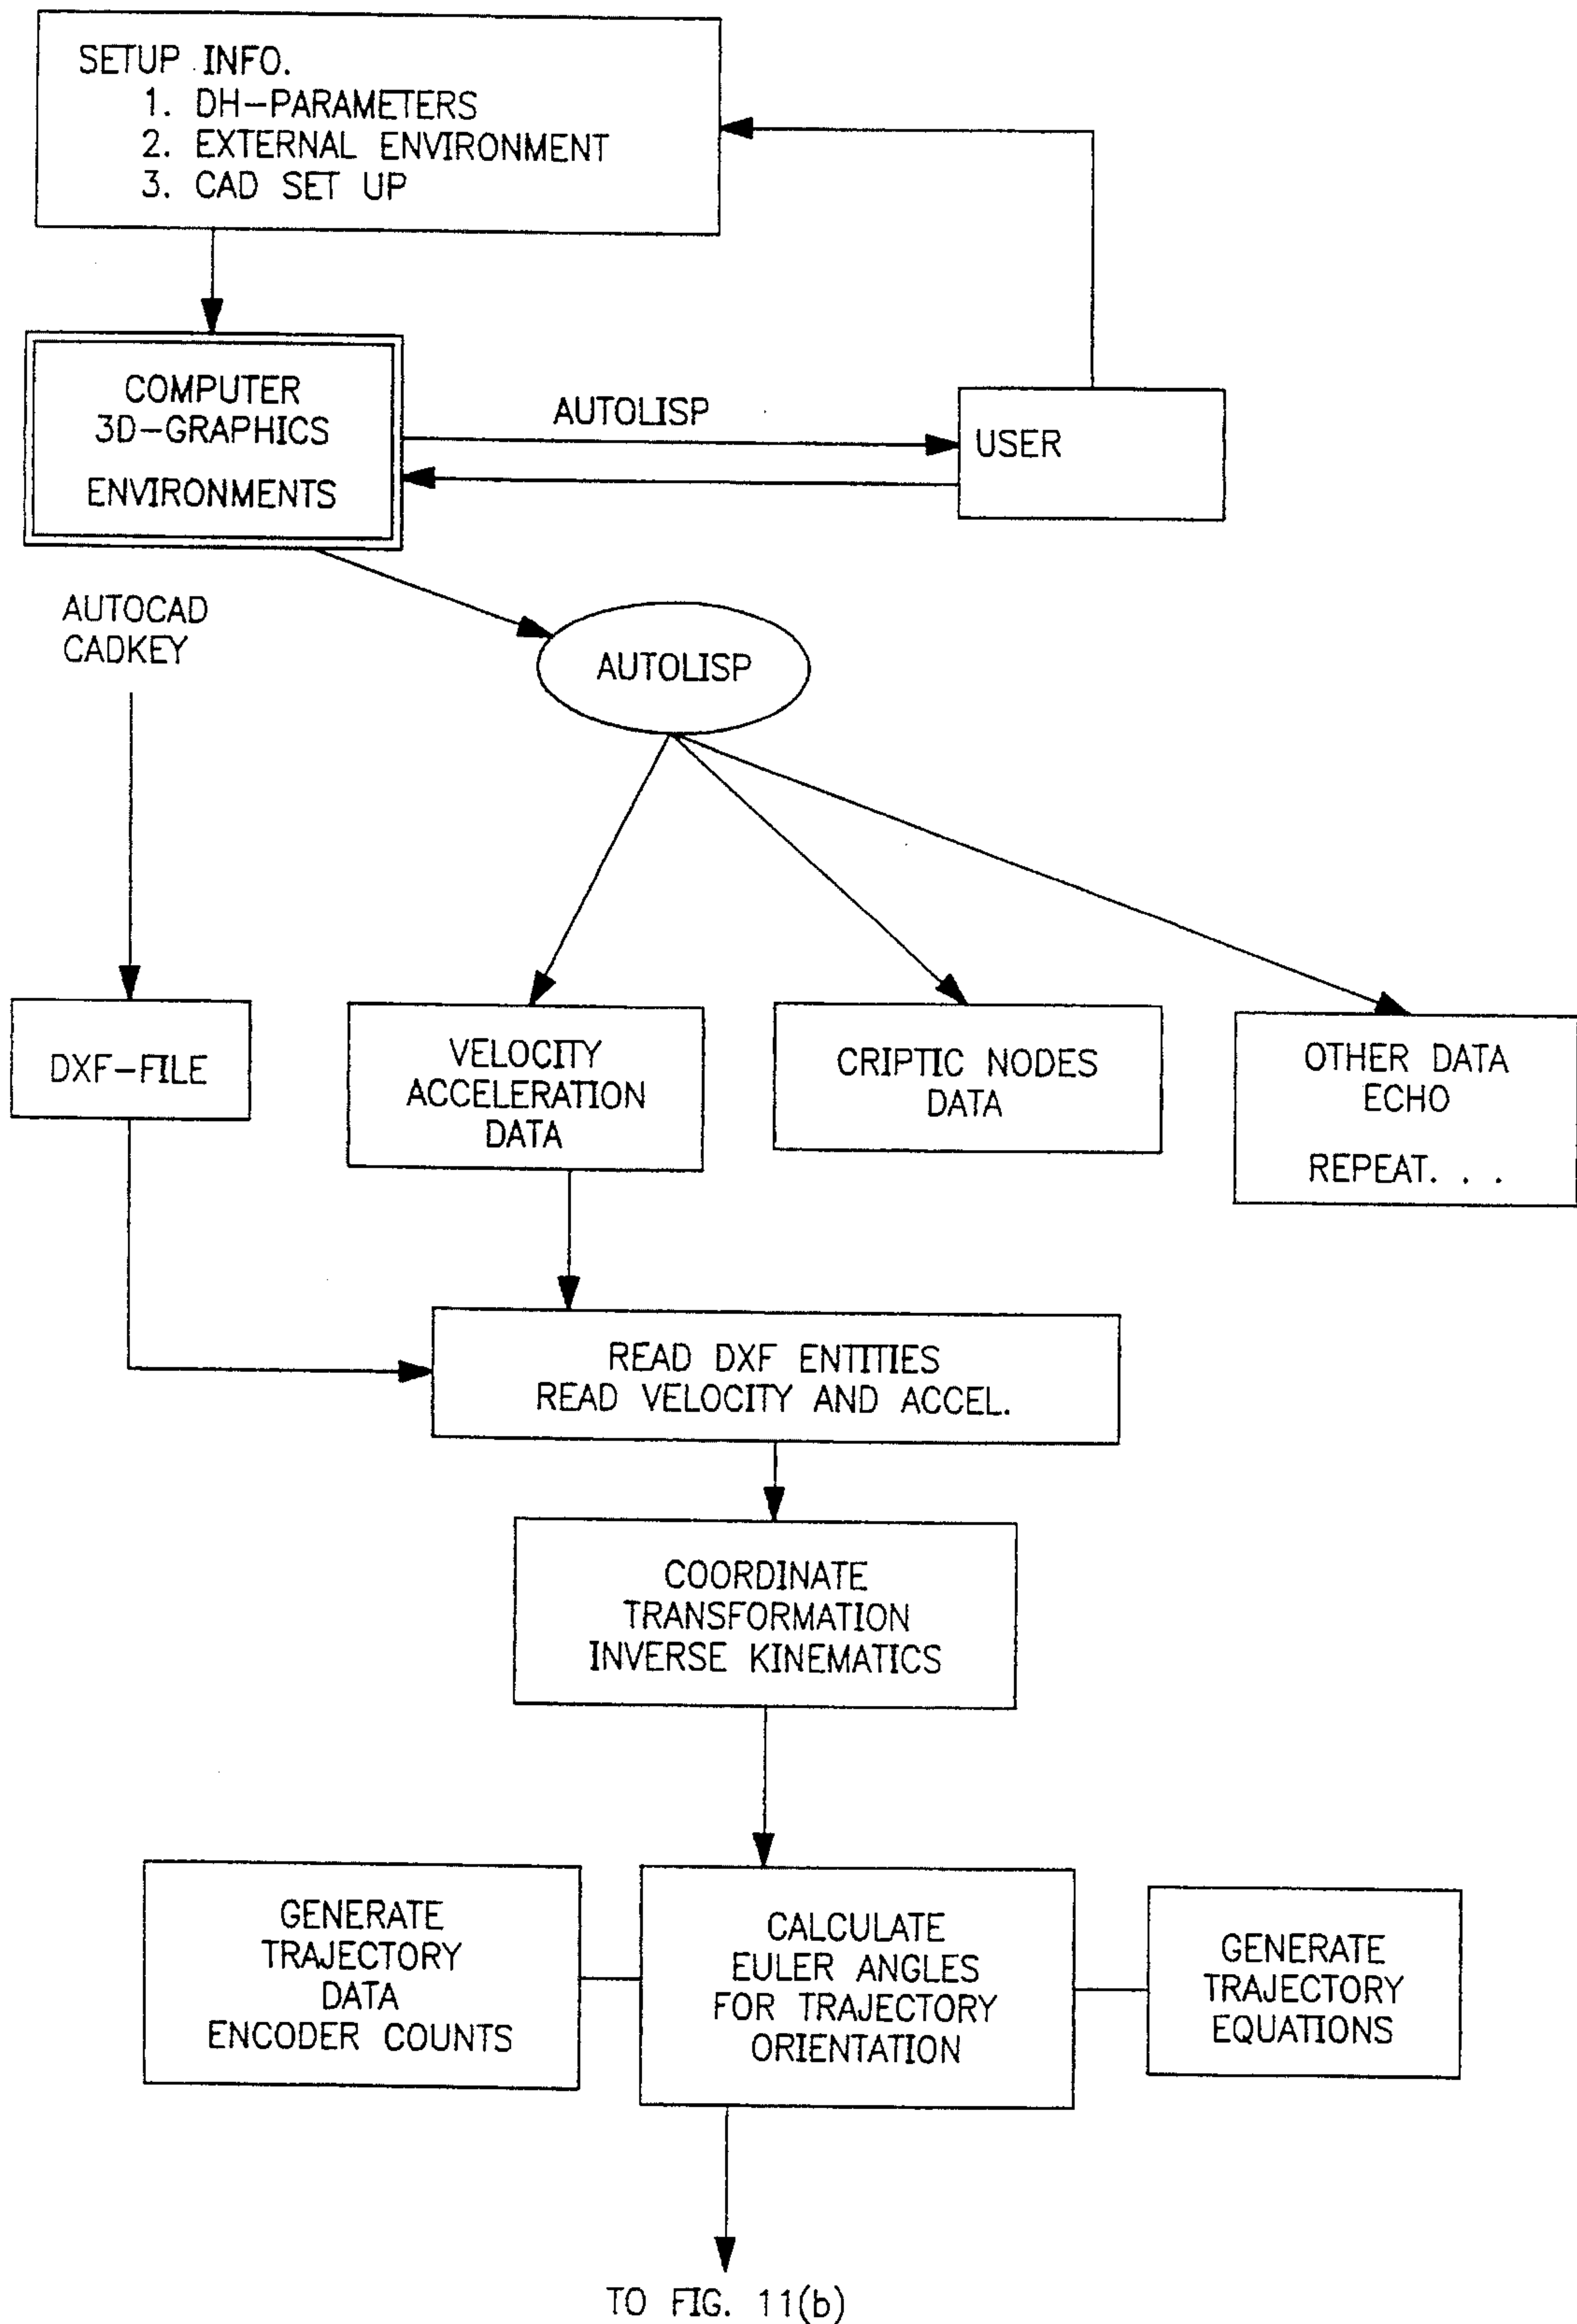 SETUP INFO.
1. DH-PARAMETERS
2. EXTERNAL ENVIRONMENT
3. CAD SET UP
COMPUTER
3D-GRAPHICS
ENVIRONMENTS
AUTOLISP
USER
AUTOCAD
CADKEY
AUTOLISP
DXF-FILE
VELOCITY
ACCELERATION
DATA
CRIPTIC NODES
DATA
OTHER DATA
ECHO
REPEAT. . .
READ DXF ENTITIES
READ VELOCITY AND ACCEL.
COORDINATE
TRANSFORMATION
INVERSE KINEMATICS
GENERATE
TRAJECTORY
DATA
ENCODER COUNTS
CALCULATE
EULER ANGLES
FOR TRAJECTORY
ORIENTATION
GENERATE
TRAJECTORY
EQUATIONS
TO FIG. 11(b)